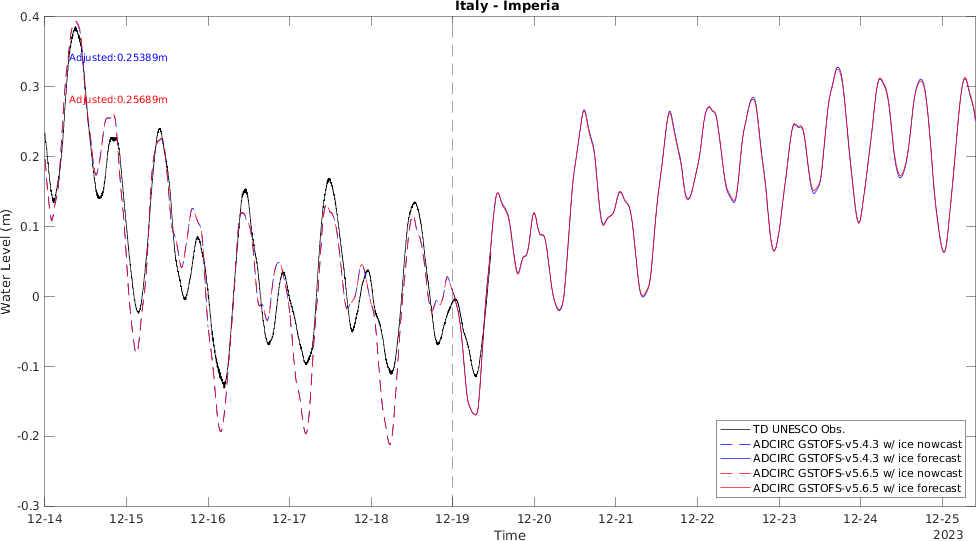 Italy - Imperia
Water Level (m)
0.4
0.3
0.2
0.1
0
-0.1
-0.2
-0.3
Adjusted:0.25389m
Adjusted:0.25689m
TD UNESCO Obs.
ADCIRC GSTOFS-v5.4.3 w/ ice nowcast
ADCIRC GSTOFS-v5.4.3 w/ ice forecast
ADCIRC GSTOFS-v5.6.5 w/ ice nowcast
ADCIRC GSTOFS-v5.6.5 w/ ice forecast
12-14 12-15 12-16 12-17 12-18 12-19 12-20 12-21 12-22 12-23 12-24 12-25
2023
Time